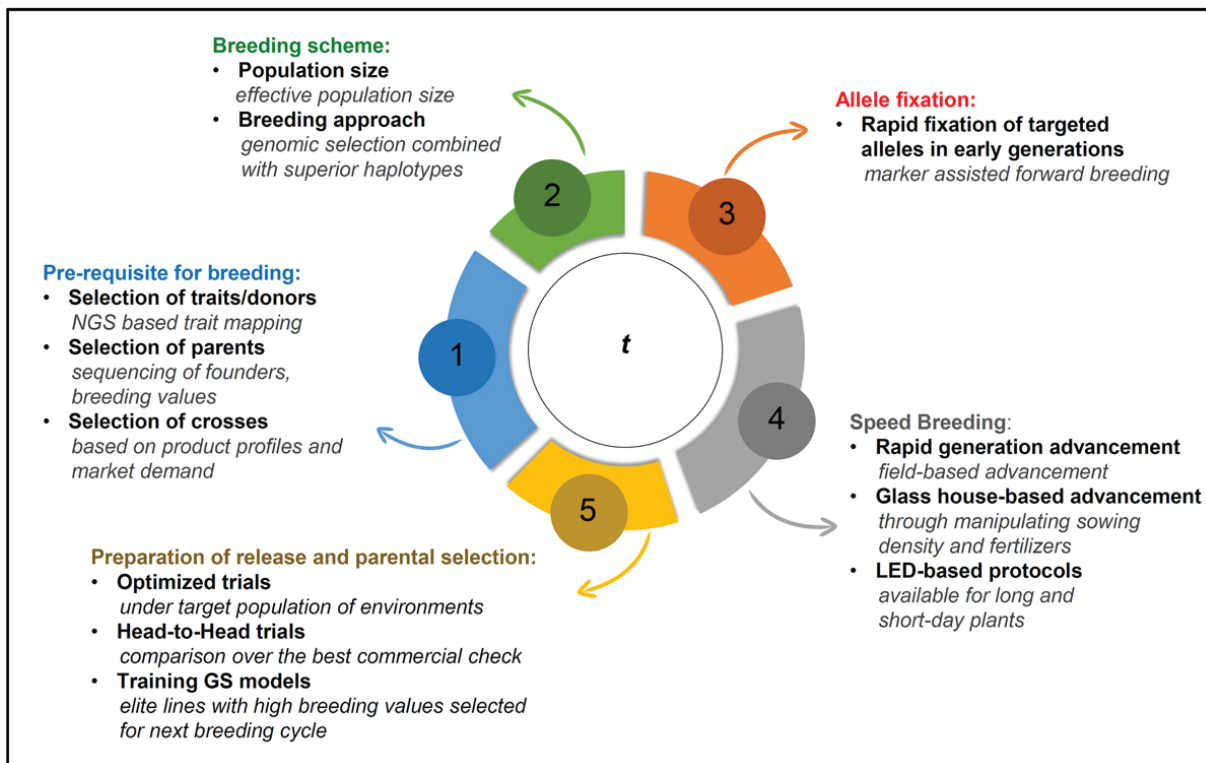 Breeding scheme:
• Population size
effective population size
• Breeding approach
genomic selection combined
with superior haplotypes
Allele fixation:
• Rapid fixation of targeted
alleles in early generations
marker assisted forward breeding
2
3
Pre-requisite for breeding:
• Selection of traits/donors
NGS based trait mapping
• Selection of parents
sequencing of founders,
breeding values
• Selection of crosses
based on product profiles and
market demand
1
t
4
Speed Breeding:
• Rapid generation advancement
field-based advancement
• Glass house-based advancement
through manipulating sowing
density and fertilizers
• LED-based protocols
available for long and
short-day plants
5
Preparation of release and parental selection:
• Optimized trials
under target population of environments
• Head-to-Head trials
comparison over the best commercial check
• Training GS models
elite lines with high breeding values selected
for next breeding cycle